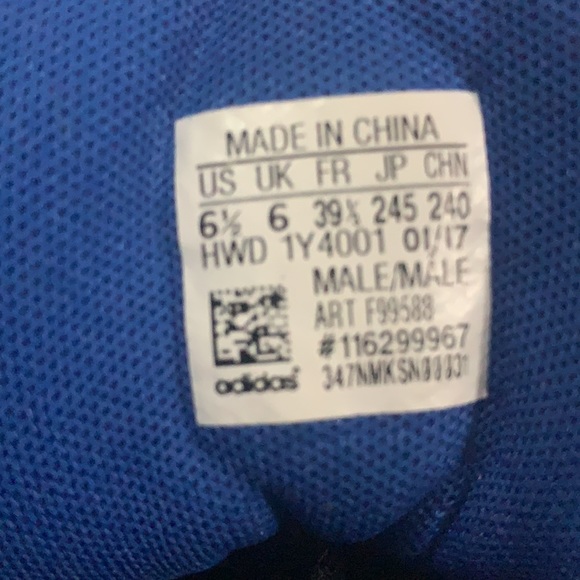 MADE IN CHINA
US UK FR JP CHN
6½ 6 39⅓ 245 240
HWD 1Y4001 01/17
MALE/MALE
ART F99588
#116299967
adidas